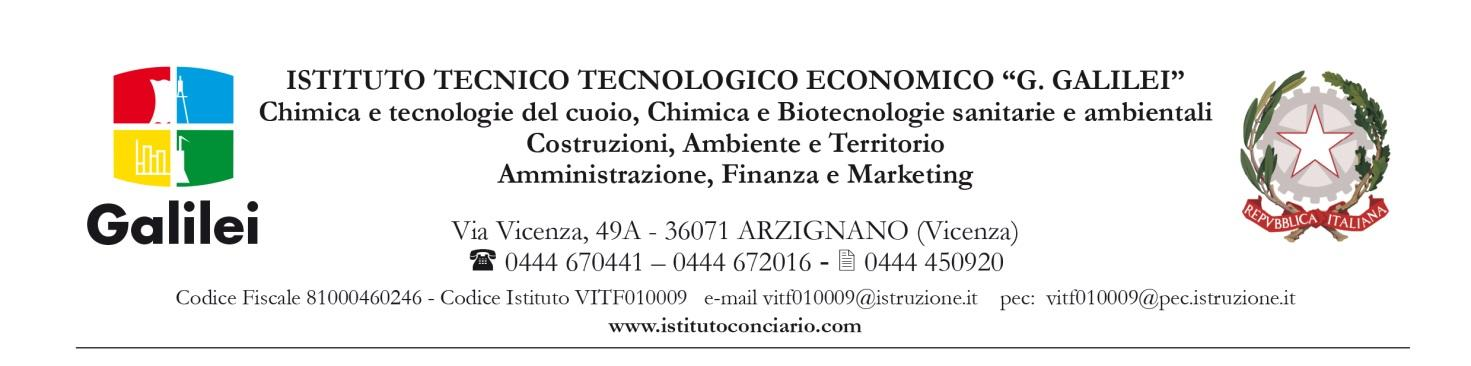 ISTITUTO TECNICO TECNOLOGICO ECONOMICO “G. GALILEI”
Chimica e tecnologie del cuoio, Chimica e Biotecnologie sanitarie e ambientali
Costruzioni, Ambiente e Territorio
Amministrazione, Finanza e Marketing
Galilei
REPVBBLICA ITALIANA
Via Vicenza, 49A - 36071 ARZIGNANO (Vicenza)
0444 670441 – 0444 672016 - 0444 450920
Codice Fiscale 81000460246 - Codice Istituto VITF010009 e-mail vitf010009@istruzione.it pec: vitf010009@pec.istruzione.it
www.istitutoconciario.com